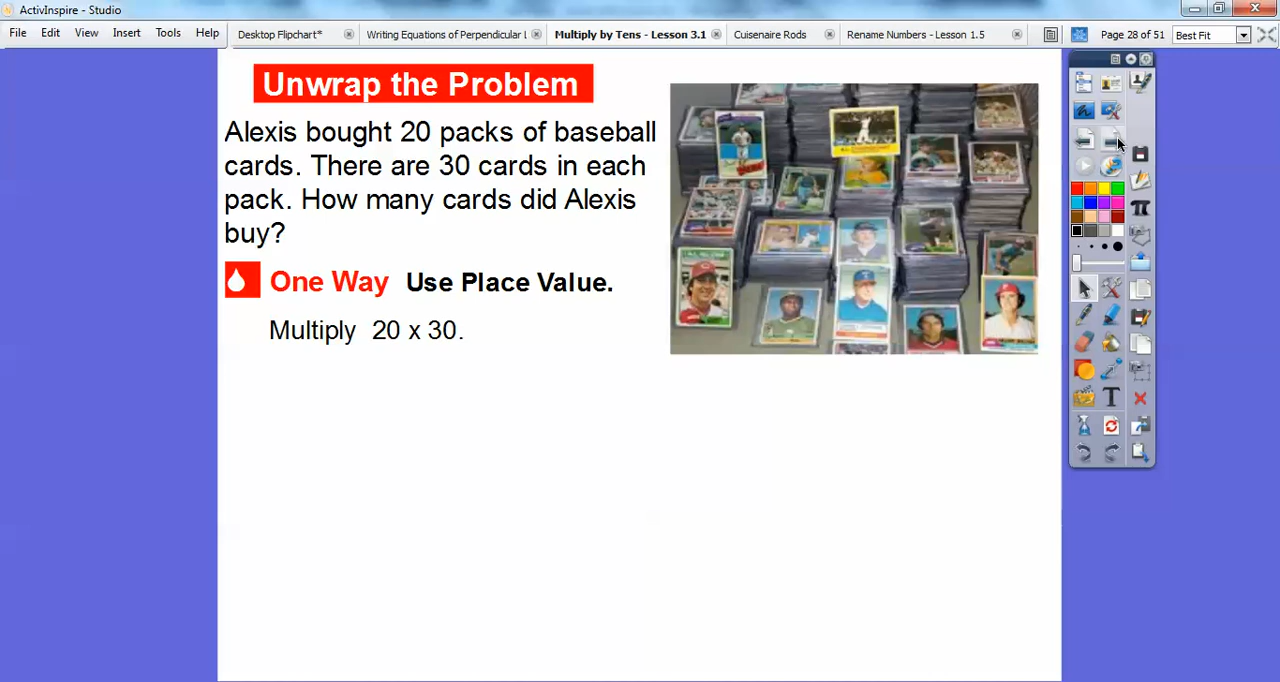 ActivInspire - Studio
File Edit View Insert Tools Help
Desktop Flipchart* Writing Equations of Perpendicular L Multiply by Tens - Lesson 3.1 Cuisenaire Rods Rename Numbers - Lesson 1.5
Page 28 of 51 Best Fit
Unwrap the Problem
Alexis bought 20 packs of baseball
cards. There are 30 cards in each
pack. How many cards did Alexis
buy?
One Way Use Place Value.
Multiply 20 x 30.